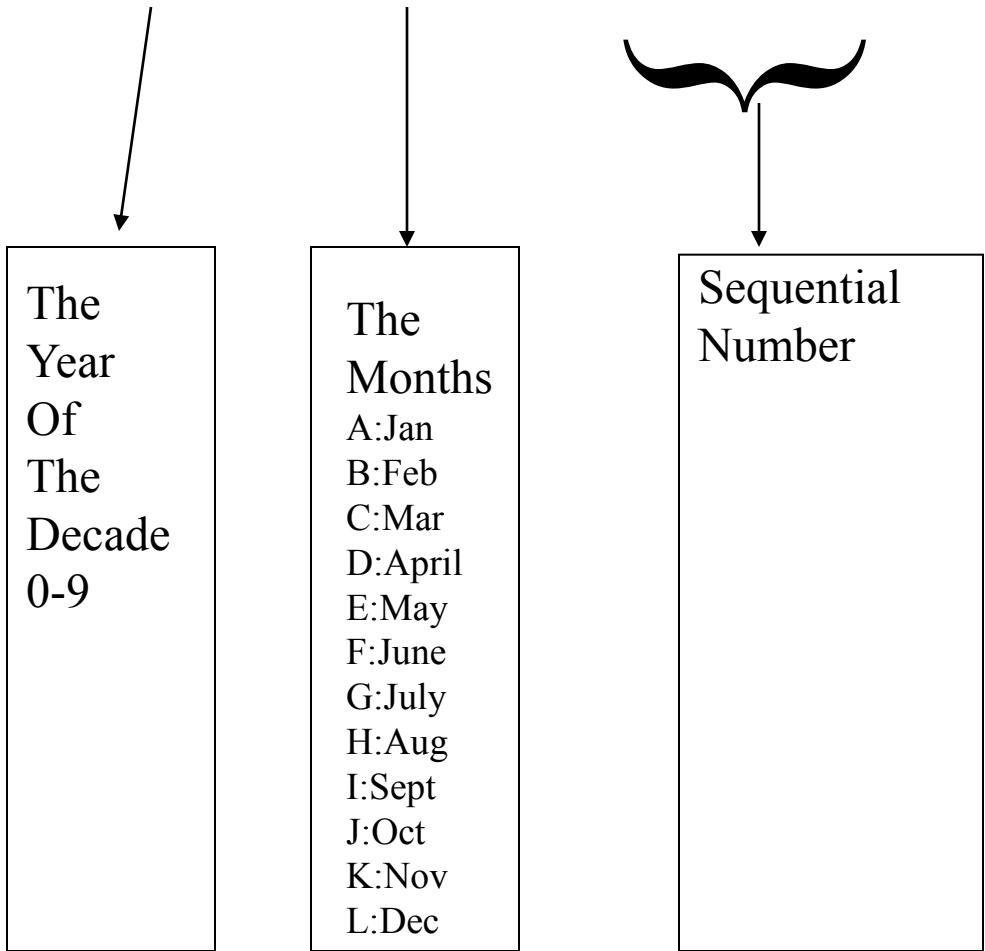 The
Year
Of
The
Decade
0-9
The
Months
A:Jan
B:Feb
C:Mar
D:April
E:May
F:June
G:July
H:Aug
I:Sept
J:Oct
K:Nov
L:Dec
Sequential
Number